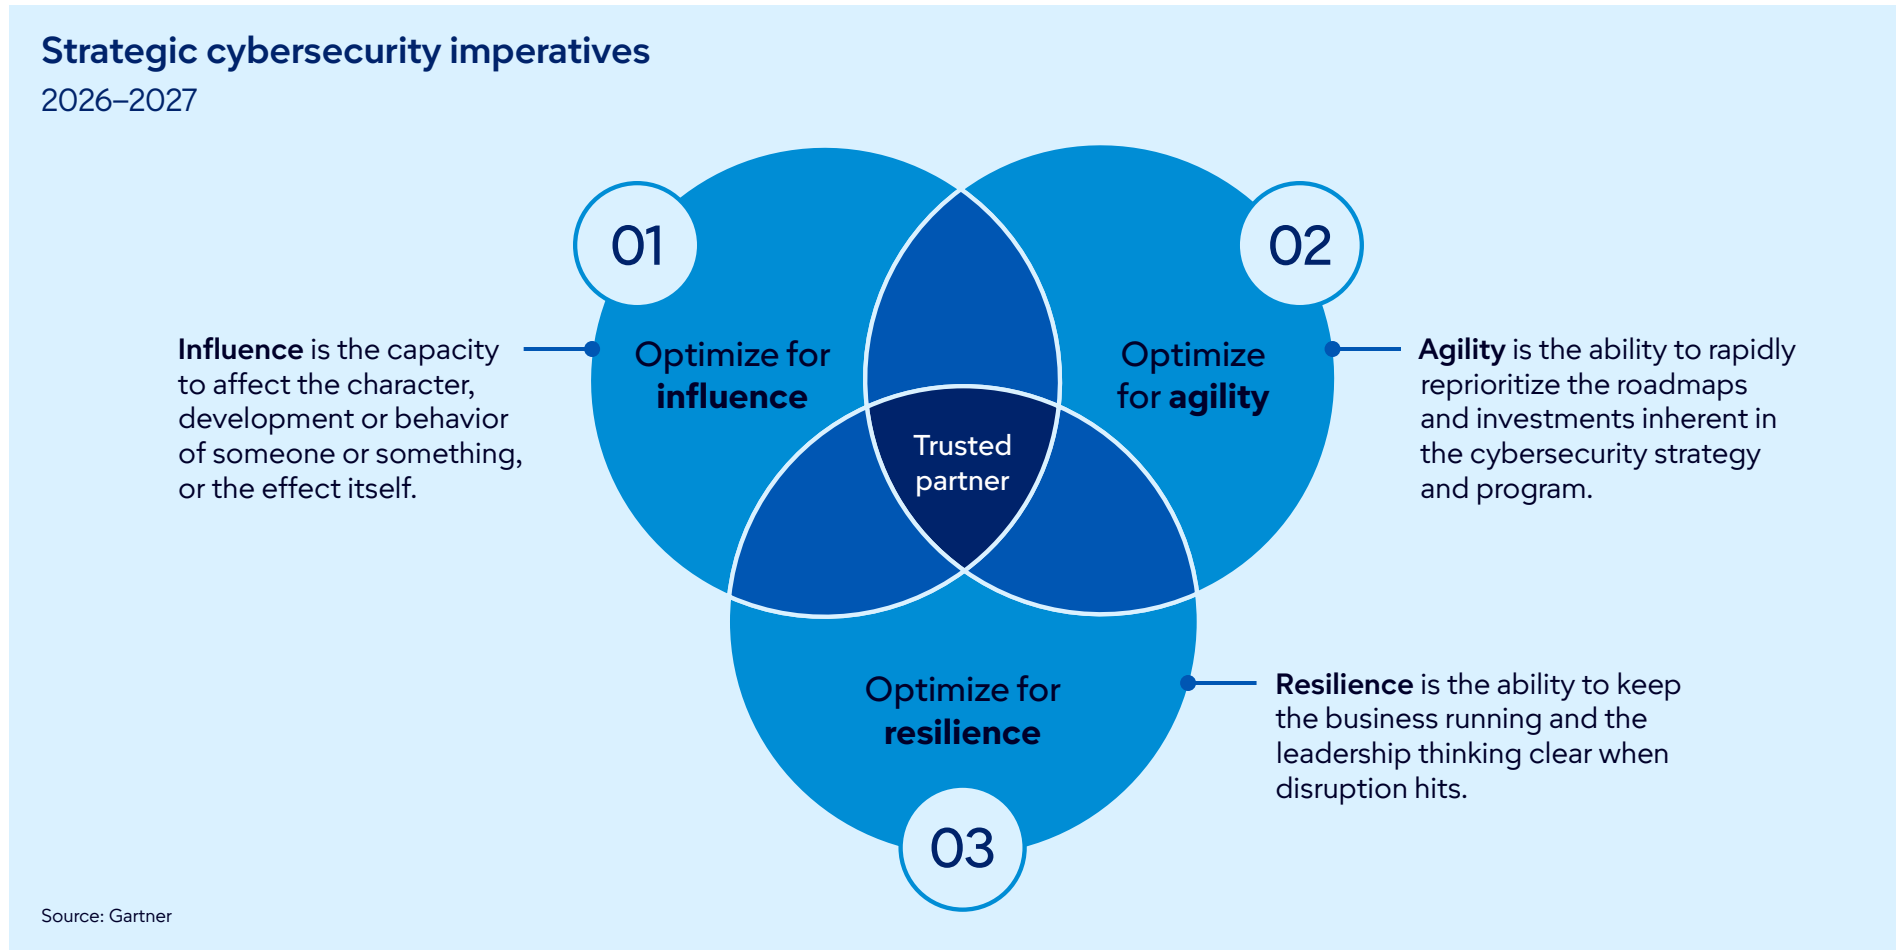 Strategic cybersecurity imperatives
2026–2027
01
02
Influence is the capacity
to affect the character,
development or behavior
of someone or something,
or the effect itself.
Optimize for
influence
Trusted
partner
Optimize
for agility
Agility is the ability to rapidly
reprioritize the roadmaps
and investments inherent in
the cybersecurity strategy
and program.
Optimize for
resilience
Resilience is the ability to keep
the business running and the
leadership thinking clear when
disruption hits.
03
Source: Gartner